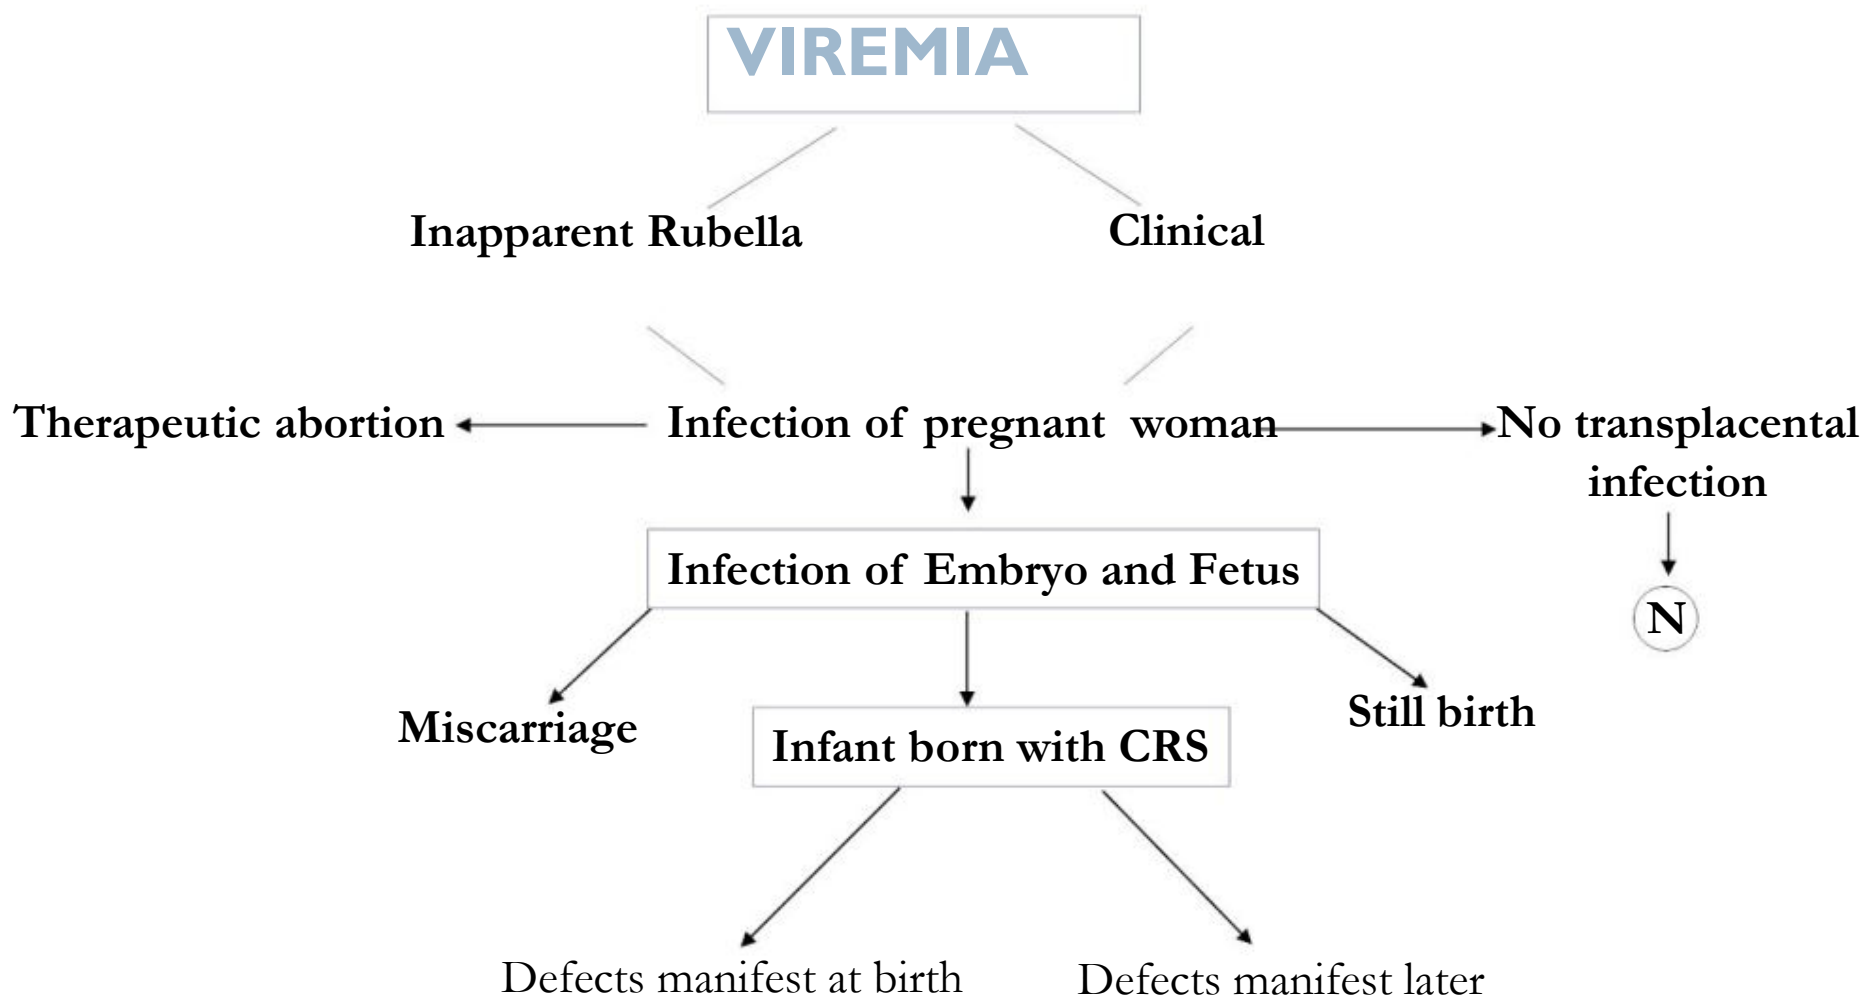 VIREMIA
Inapparent Rubella
Clinical
Therapeutic abortion
Infection of pregnant woman
No transplacental
infection
Infection of Embryo and Fetus
N
Miscarriage
Infant born with CRS
Still birth
Defects manifest at birth
Defects manifest later